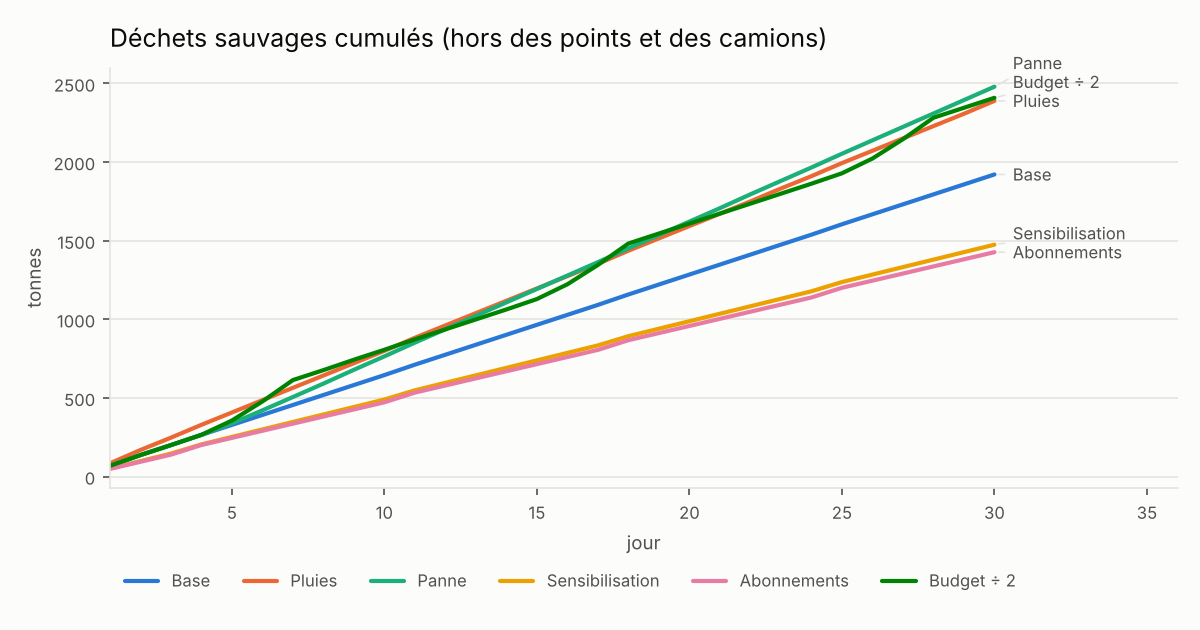 Déchets sauvages cumulés (hors des points et des camions)
Panne
2500
Budget ÷ 2
Pluies
2000
Base
1500
Sensibilisation
Abonnements
tonnes
1000
500
0
5 10 15 20 25 30 35
jour
Base Pluies Panne Sensibilisation Abonnements Budget ÷ 2